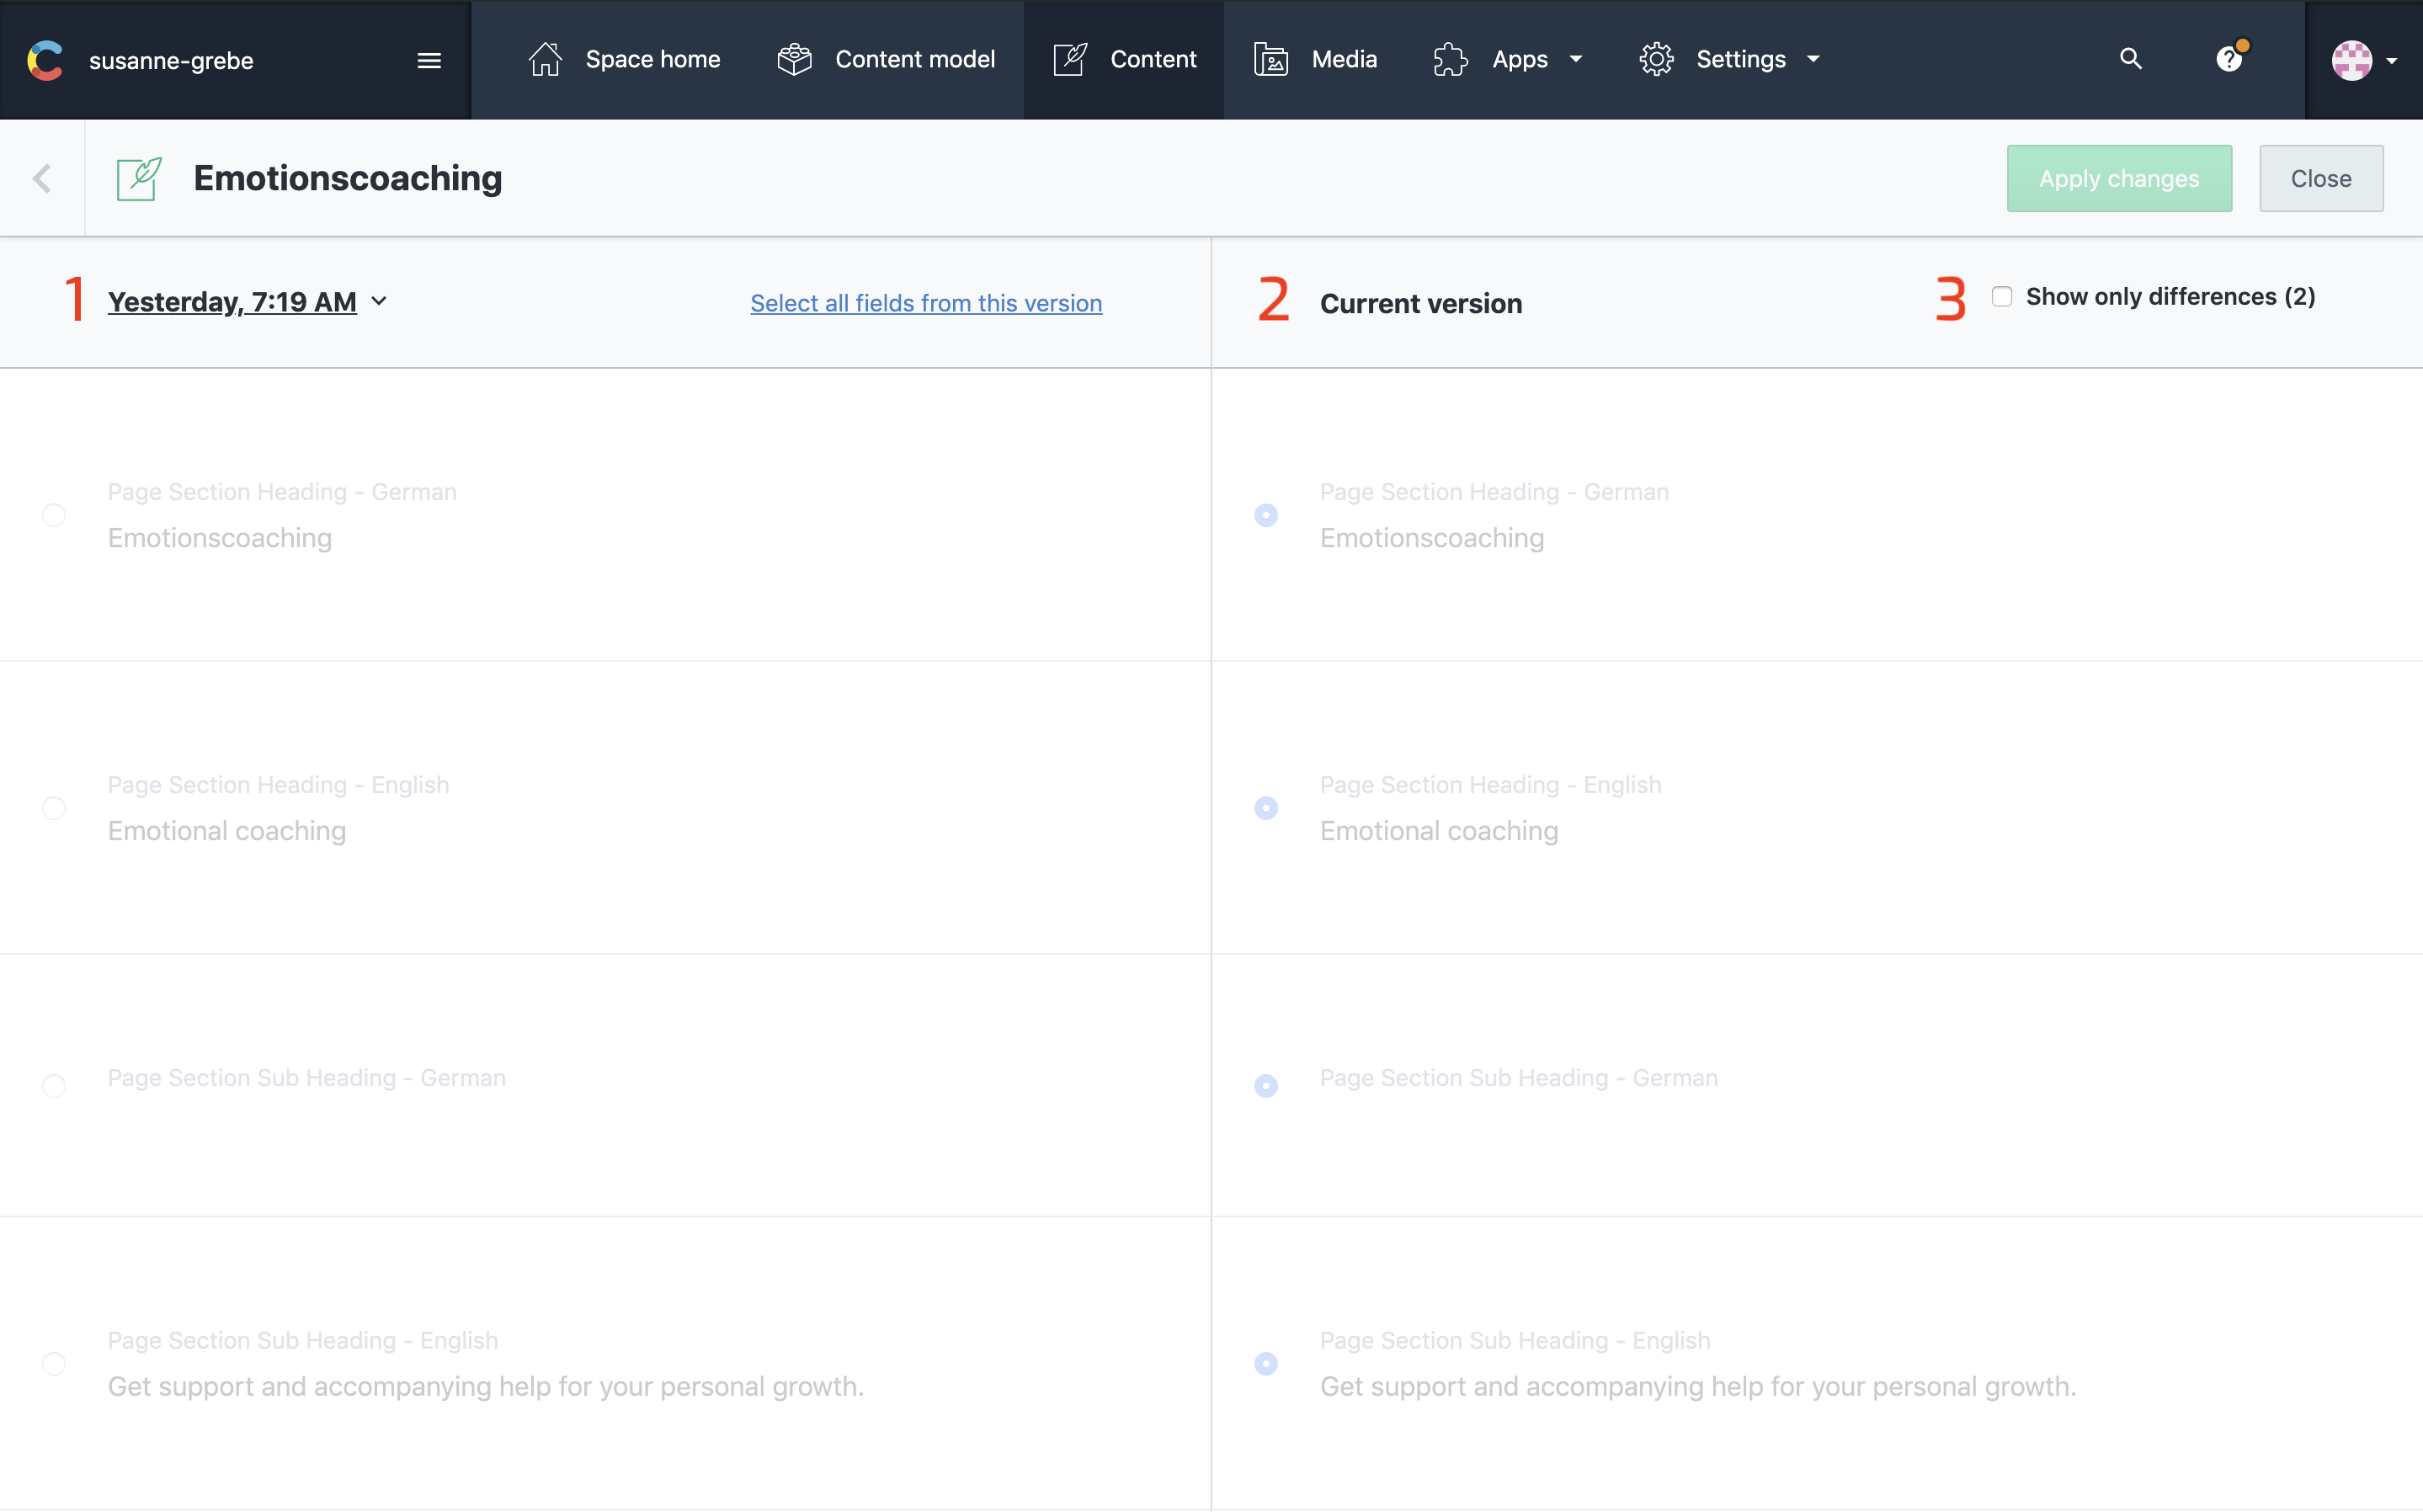 susanne-grebe
Space home
Content model
Content
Media
Apps
Settings
Emotionscoaching
Apply changes
Close
1 Yesterday, 7:19 AM
Select all fields from this version
2 Current version
3 Show only differences (2)
Page Section Heading - German
Emotionscoaching
Page Section Heading - German
Emotionscoaching
Page Section Heading - English
Emotional coaching
Page Section Heading - English
Emotional coaching
Page Section Sub Heading - German
Page Section Sub Heading - German
Page Section Sub Heading - English
Get support and accompanying help for your personal growth.
Page Section Sub Heading - English
Get support and accompanying help for your personal growth.